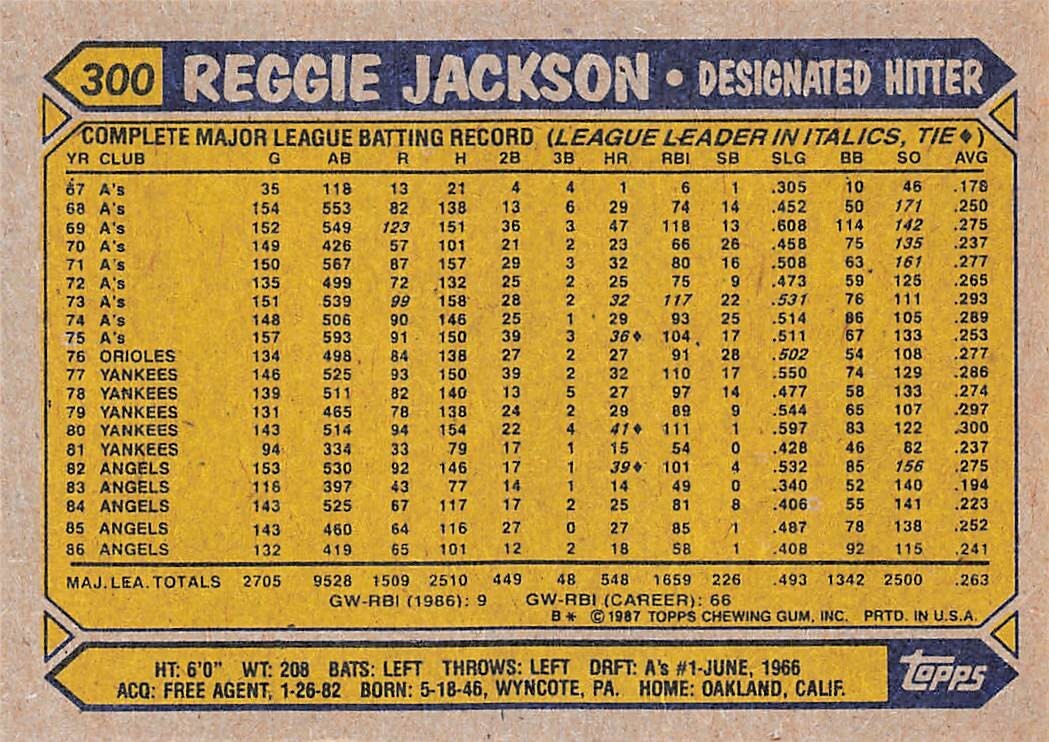 300 REGGIE JACKSON • DESIGNATED HITTER
COMPLETE MAJOR LEAGUE BATTING RECORD (LEAGUE LEADER IN ITALICS, TIE ♦)
YR CLUB G AB R H 2B 3B HR RBI SB SLG BB SO AVG
67 A's 35 118 13 21 4 4 1 6 1 .305 10 46 .178
68 A's 154 553 82 138 13 6 29 74 14 .452 50 171 .250
69 A's 152 549 123 151 36 3 47 118 13 .608 114 142 .275
70 A's 149 426 57 101 21 2 23 66 26 .458 75 135 .237
71 A's 150 567 87 157 29 3 32 80 16 .508 63 161 .277
72 A's 135 499 72 132 25 2 25 75 9 .473 59 125 .265
73 A's 151 539 99 158 28 2 32 117 22 .531 76 111 .293
74 A's 148 506 90 146 25 1 29 93 25 .514 86 105 .289
75 A's 157 593 91 150 39 3 36♦ 104 17 .511 67 133 .253
76 ORIOLES 134 498 84 138 27 2 27 91 28 .502 54 108 .277
77 YANKEES 146 525 93 150 39 2 32 110 17 .550 74 129 .286
78 YANKEES 139 511 82 140 13 5 27 97 14 .477 58 133 .274
79 YANKEES 131 465 78 138 24 2 29 89 9 .544 65 107 .297
80 YANKEES 143 514 94 154 22 4 41♦ 111 1 .597 83 122 .300
81 YANKEES 94 334 33 79 17 1 15 54 0 .428 46 82 .237
82 ANGELS 153 530 92 146 17 1 39♦ 101 4 .532 85 156 .275
83 ANGELS 116 397 43 77 14 1 14 49 0 .340 52 140 .194
84 ANGELS 143 525 67 117 17 2 25 81 8 .406 55 141 .223
85 ANGELS 143 460 64 116 27 0 27 85 1 .487 78 138 .252
86 ANGELS 132 419 65 101 12 2 18 58 1 .408 92 115 .241
MAJ. LEA. TOTALS 2705 9528 1509 2510 449 48 548 1659 226 .493 1342 2500 .263
GW-RBI (1986): 9 GW-RBI (CAREER): 66
B* © 1987 TOPPS CHEWING GUM, INC. PRTD. IN U.S.A.
HT: 6'0" WT: 208 BATS: LEFT THROWS: LEFT DRFT: A's #1-JUNE, 1966
ACQ: FREE AGENT, 1-26-82 BORN: 5-18-46, WYNCOTE, PA. HOME: OAKLAND, CALIF.
topps